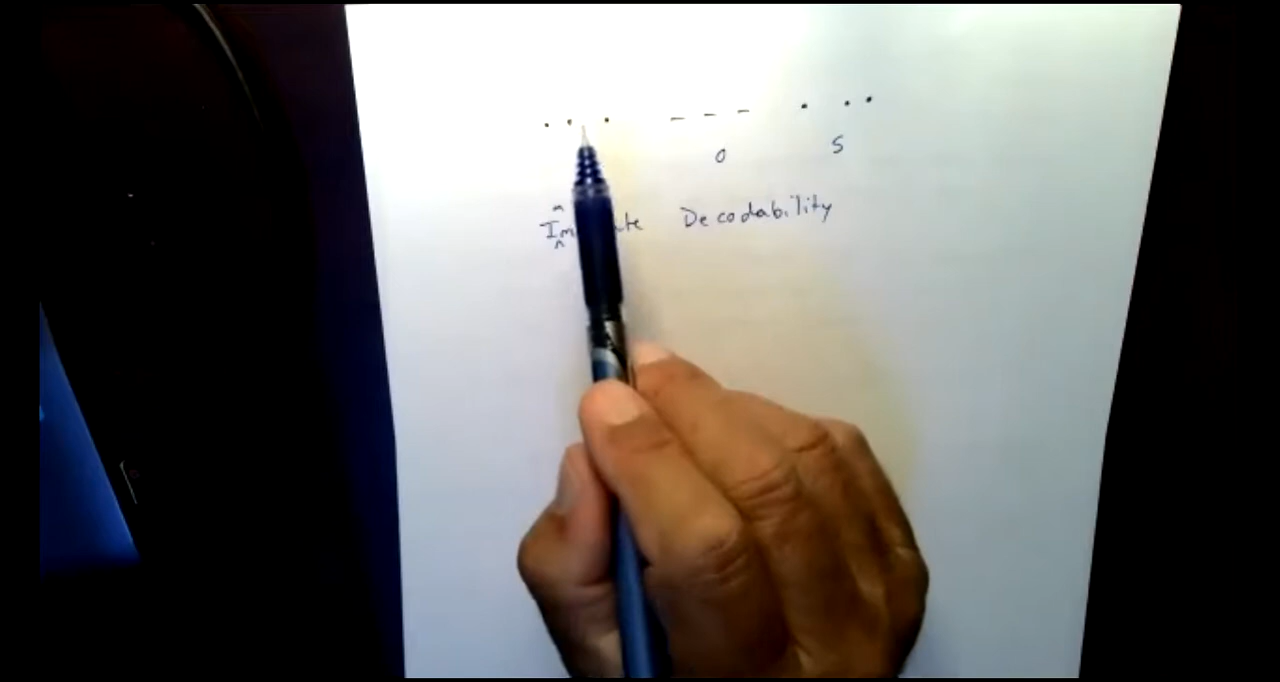 . . . _ _ _ . . .
O S
Decodability